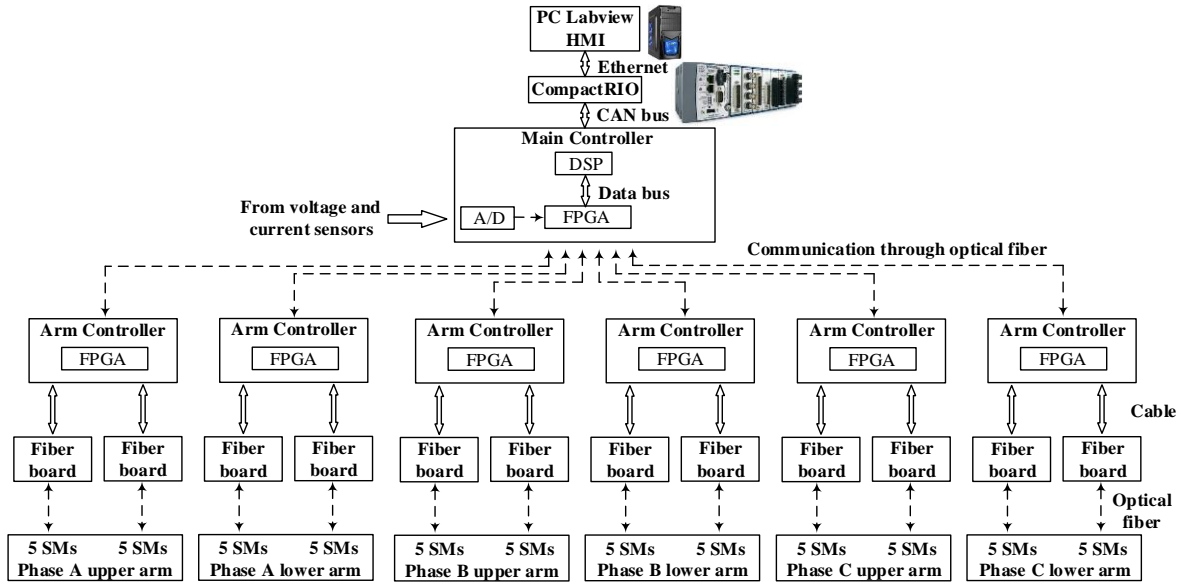 PC Labview
HMI
Ethernet
CompactRIO
CAN bus
Main Controller
DSP
Data bus
From voltage and
current sensors
A/D
FPGA
Communication through optical fiber
Arm Controller
FPGA
Arm Controller
FPGA
Arm Controller
FPGA
Arm Controller
FPGA
Arm Controller
FPGA
Arm Controller
FPGA
Cable
Fiber
board
Fiber
board
Fiber
board
Fiber
board
Fiber
board
Fiber
board
Fiber
board
Fiber
board
Fiber
board
Fiber
board
Fiber
board
Fiber
board
Optical
fiber
5 SMs 5 SMs
Phase A upper arm
5 SMs 5 SMs
Phase A lower arm
5 SMs 5 SMs
Phase B upper arm
5 SMs 5 SMs
Phase B lower arm
5 SMs 5 SMs
Phase C upper arm
5 SMs 5 SMs
Phase C lower arm